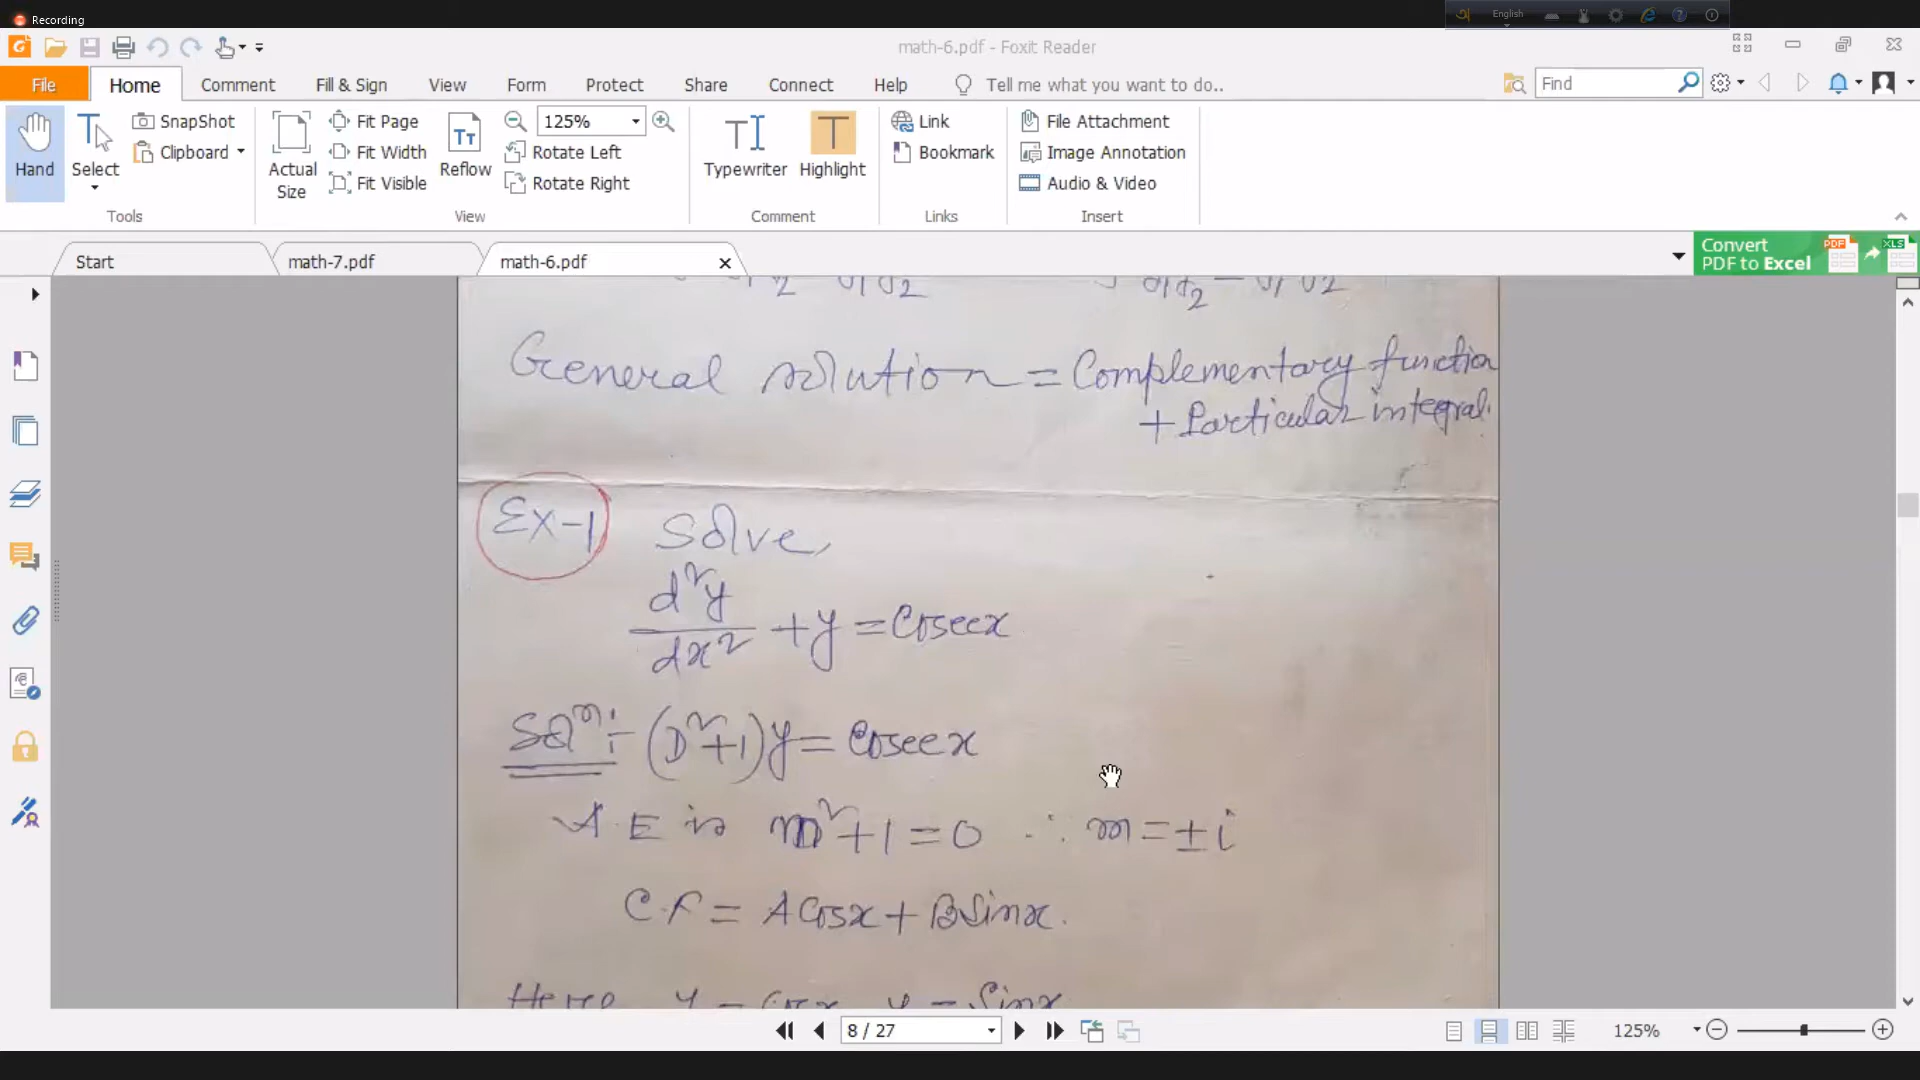 Recording
English
math-6.pdf - Foxit Reader
File Home Comment Fill & Sign View Form Protect Share Connect Help Tell me what you want to do.. Find
Hand
Select
SnapShot
Clipboard
Tools
Actual Size
Fit Page
Fit Width
Fit Visible
Reflow
125%
Rotate Left
Rotate Right
View
Typewriter
Highlight
Comment
Link
Bookmark
Links
File Attachment
Image Annotation
Audio & Video
Insert
Start
math-7.pdf
math-6.pdf
Convert
PDF to Excel
PDF XLS
General solution = Complementary function
+ Particular integral.
Ex-1 Solve,
d²y/dx² + y = Cosecx
Solⁿ:- (D²+1)y = Cosecx
A.E is m²+1=0 ∴ m=±i
C.F = ACosx + BSinx.
8 / 27
125%